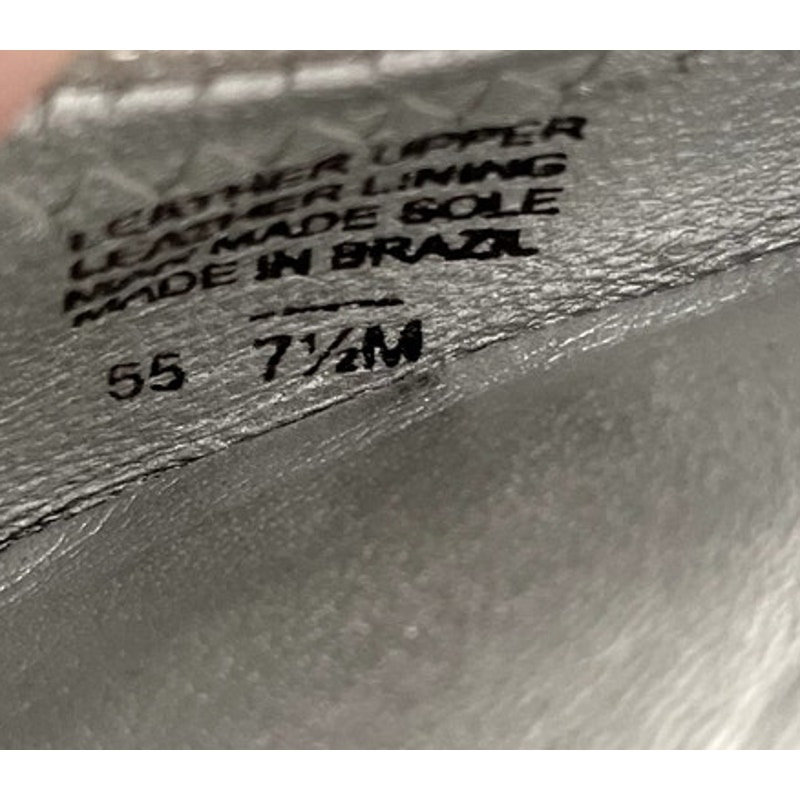 LEATHER UPPER
LEATHER LINING
MAN MADE SOLE
MADE IN BRAZIL
55 7½M